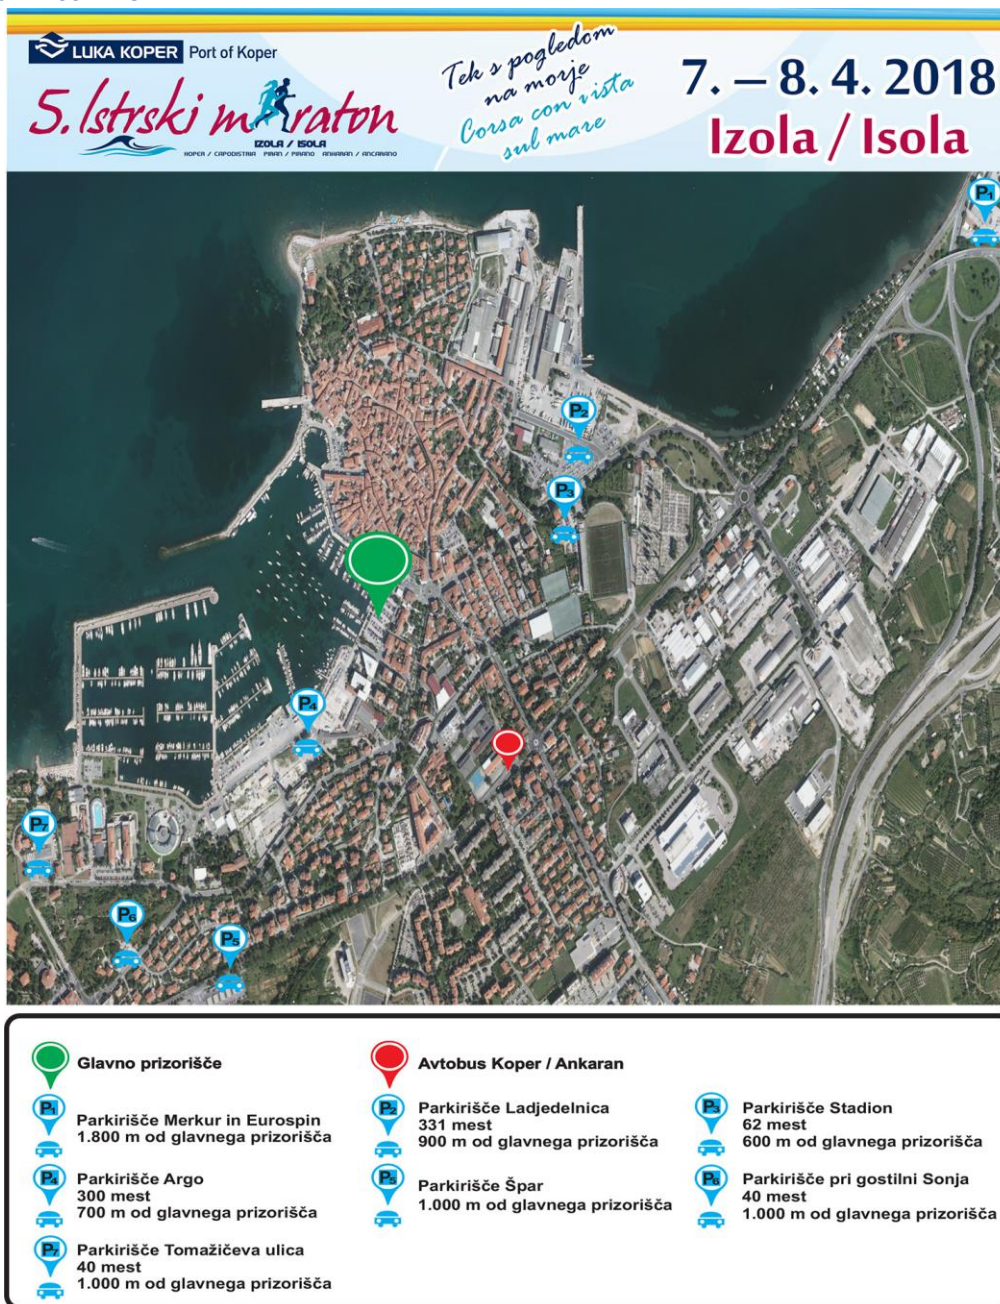 LUKA KOPER Port of Koper
5. Istrski maraton
IZOLA / ISOLA
KOPER / CAPODISTRIA PIRAN / PIRANO ANKARAN / ANCARANO
Tek s pogledom
na morje
Corsa con vista
sul mare
7. – 8. 4. 2018
Izola / Isola
P1
P2
P3
P4
P7
P6
P5
Glavno prizorišče
Avtobus Koper / Ankaran
P1
Parkirišče Merkur in Eurospin
1.800 m od glavnega prizorišča
P2
Parkirišče Ladjedelnica
331 mest
900 m od glavnega prizorišča
P3
Parkirišče Stadion
62 mest
600 m od glavnega prizorišča
P4
Parkirišče Argo
300 mest
700 m od glavnega prizorišča
P5
Parkirišče Špar
1.000 m od glavnega prizorišča
P6
Parkirišče pri gostilni Sonja
40 mest
1.000 m od glavnega prizorišča
P7
Parkirišče Tomažičeva ulica
40 mest
1.000 m od glavnega prizorišča